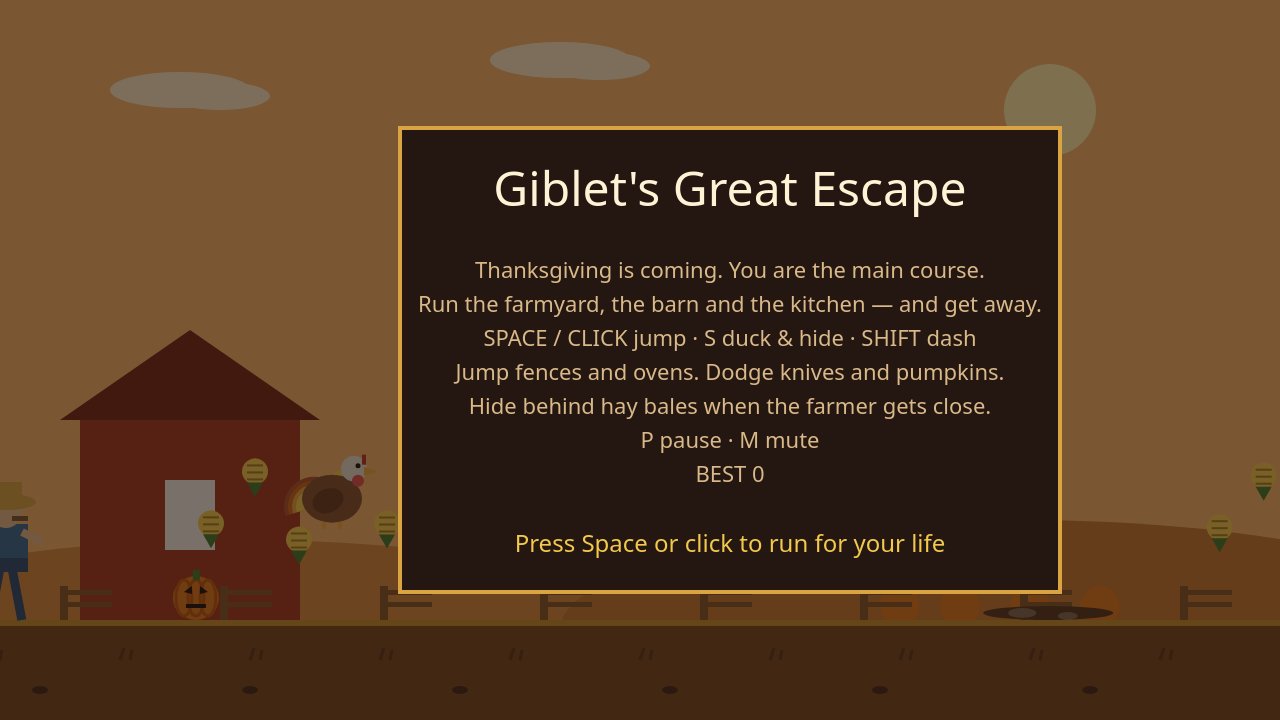 Giblet's Great Escape
Thanksgiving is coming. You are the main course.
Run the farmyard, the barn and the kitchen — and get away.
SPACE / CLICK jump · S duck & hide · SHIFT dash
Jump fences and ovens. Dodge knives and pumpkins.
Hide behind hay bales when the farmer gets close.
P pause · M mute
BEST 0
Press Space or click to run for your life